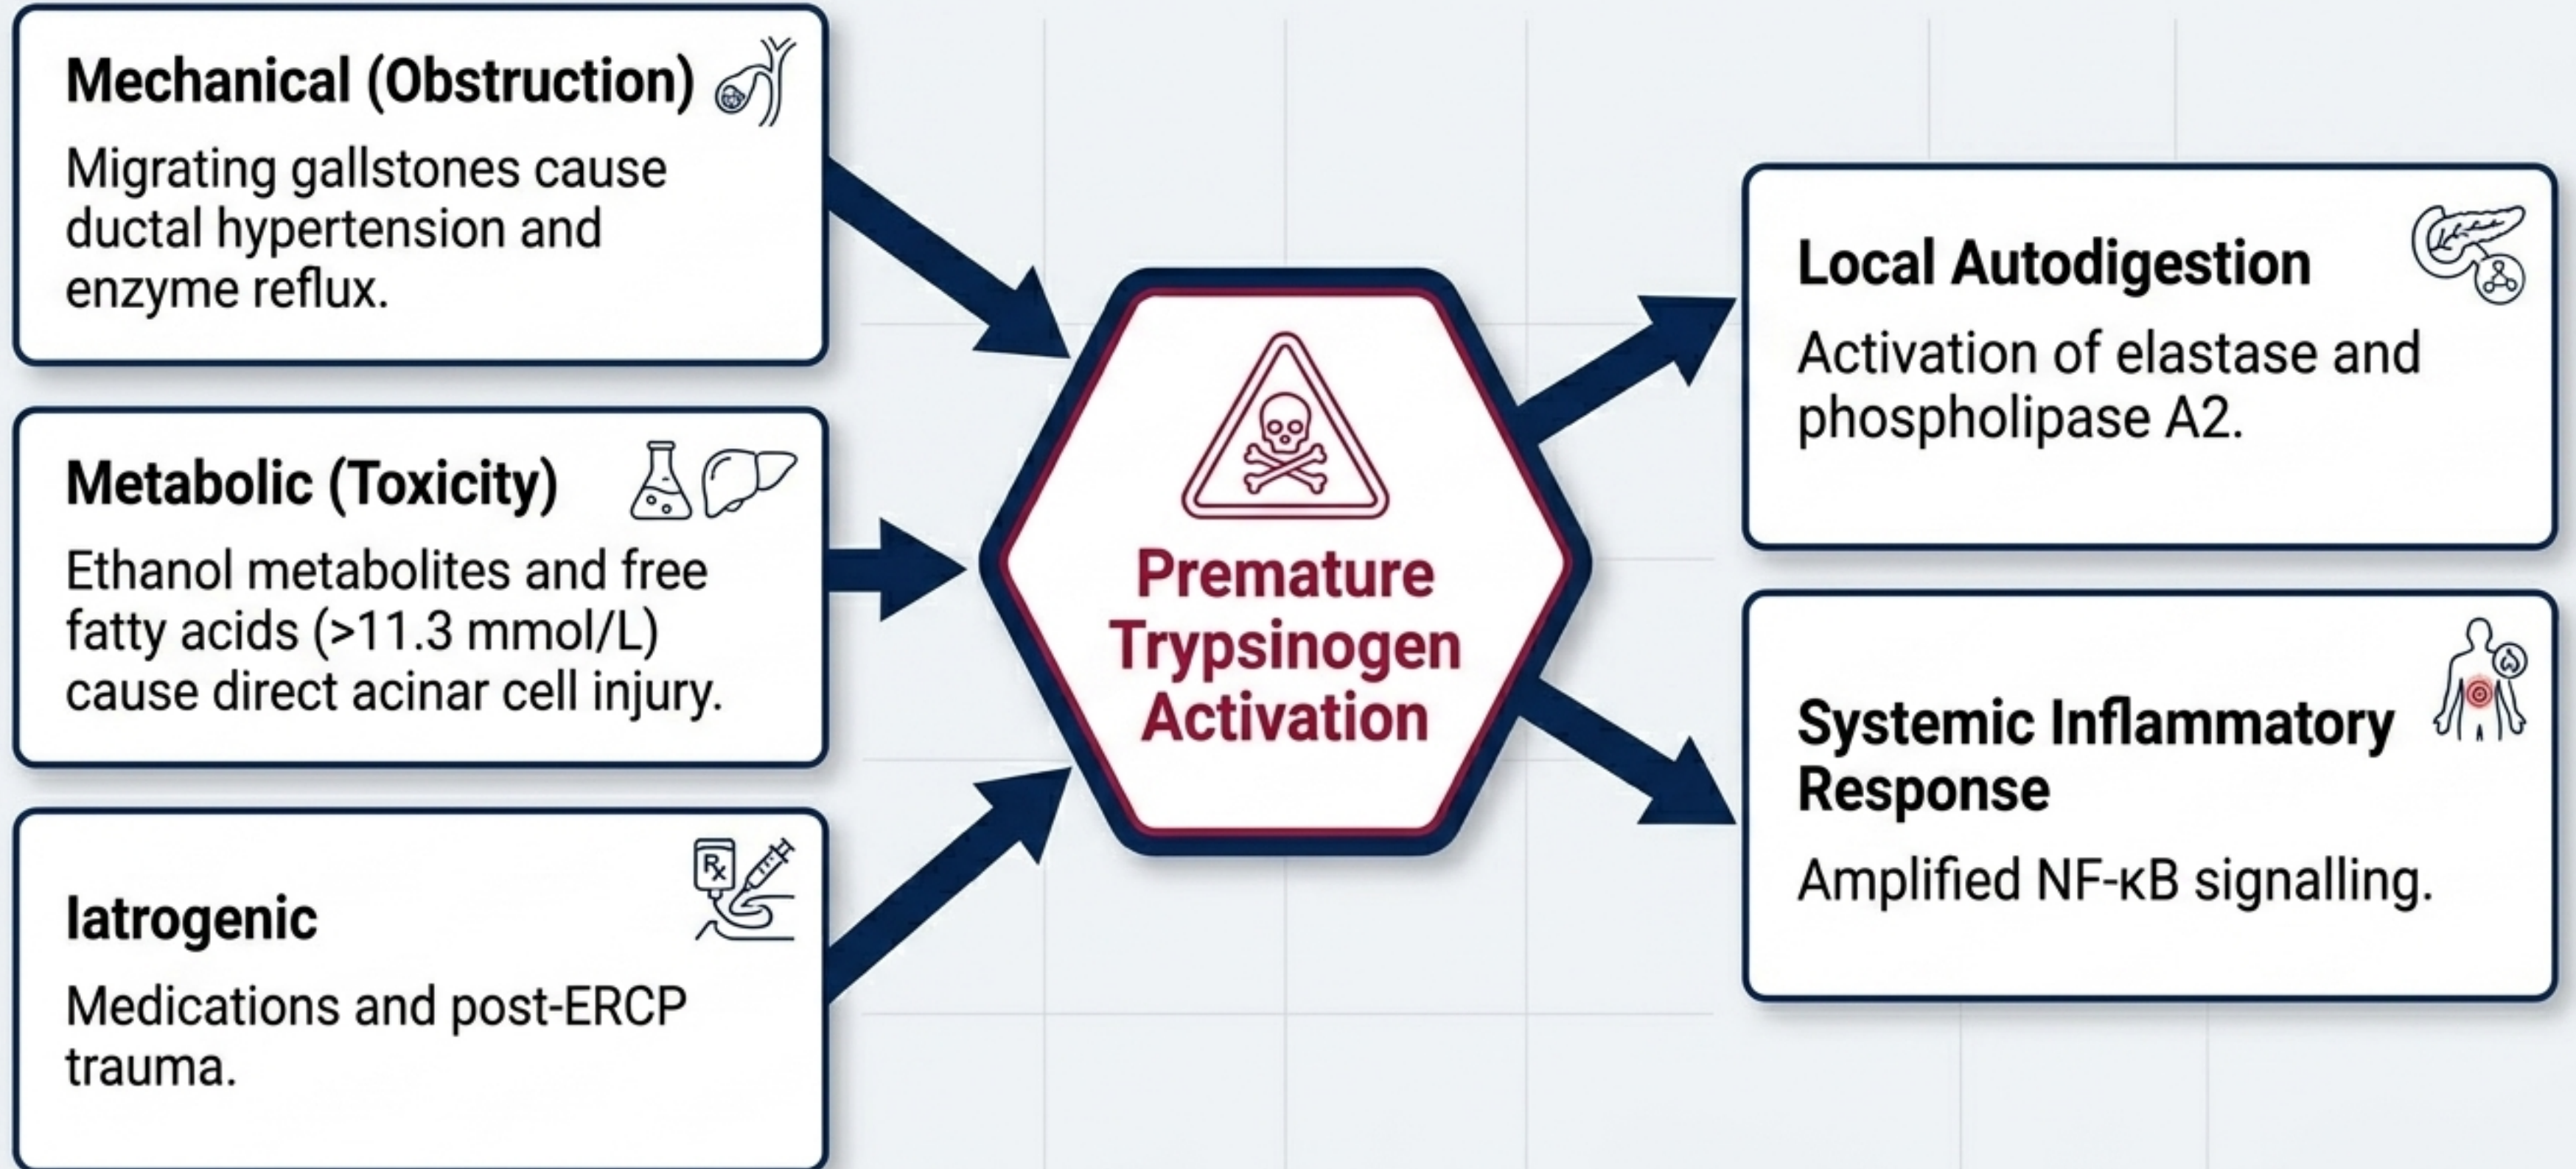 Mechanical (Obstruction)
Migrating gallstones cause
ductal hypertension and
enzyme reflux.
Metabolic (Toxicity)
Ethanol metabolites and free
fatty acids (>11.3 mmol/L)
cause direct acinar cell injury.
Iatrogenic
Rx
Medications and post-ERCP
trauma.
Premature
Trypsinogen
Activation
Local Autodigestion
Activation of elastase and
phospholipase A2.
Systemic Inflammatory
Response
Amplified NF-κB signalling.